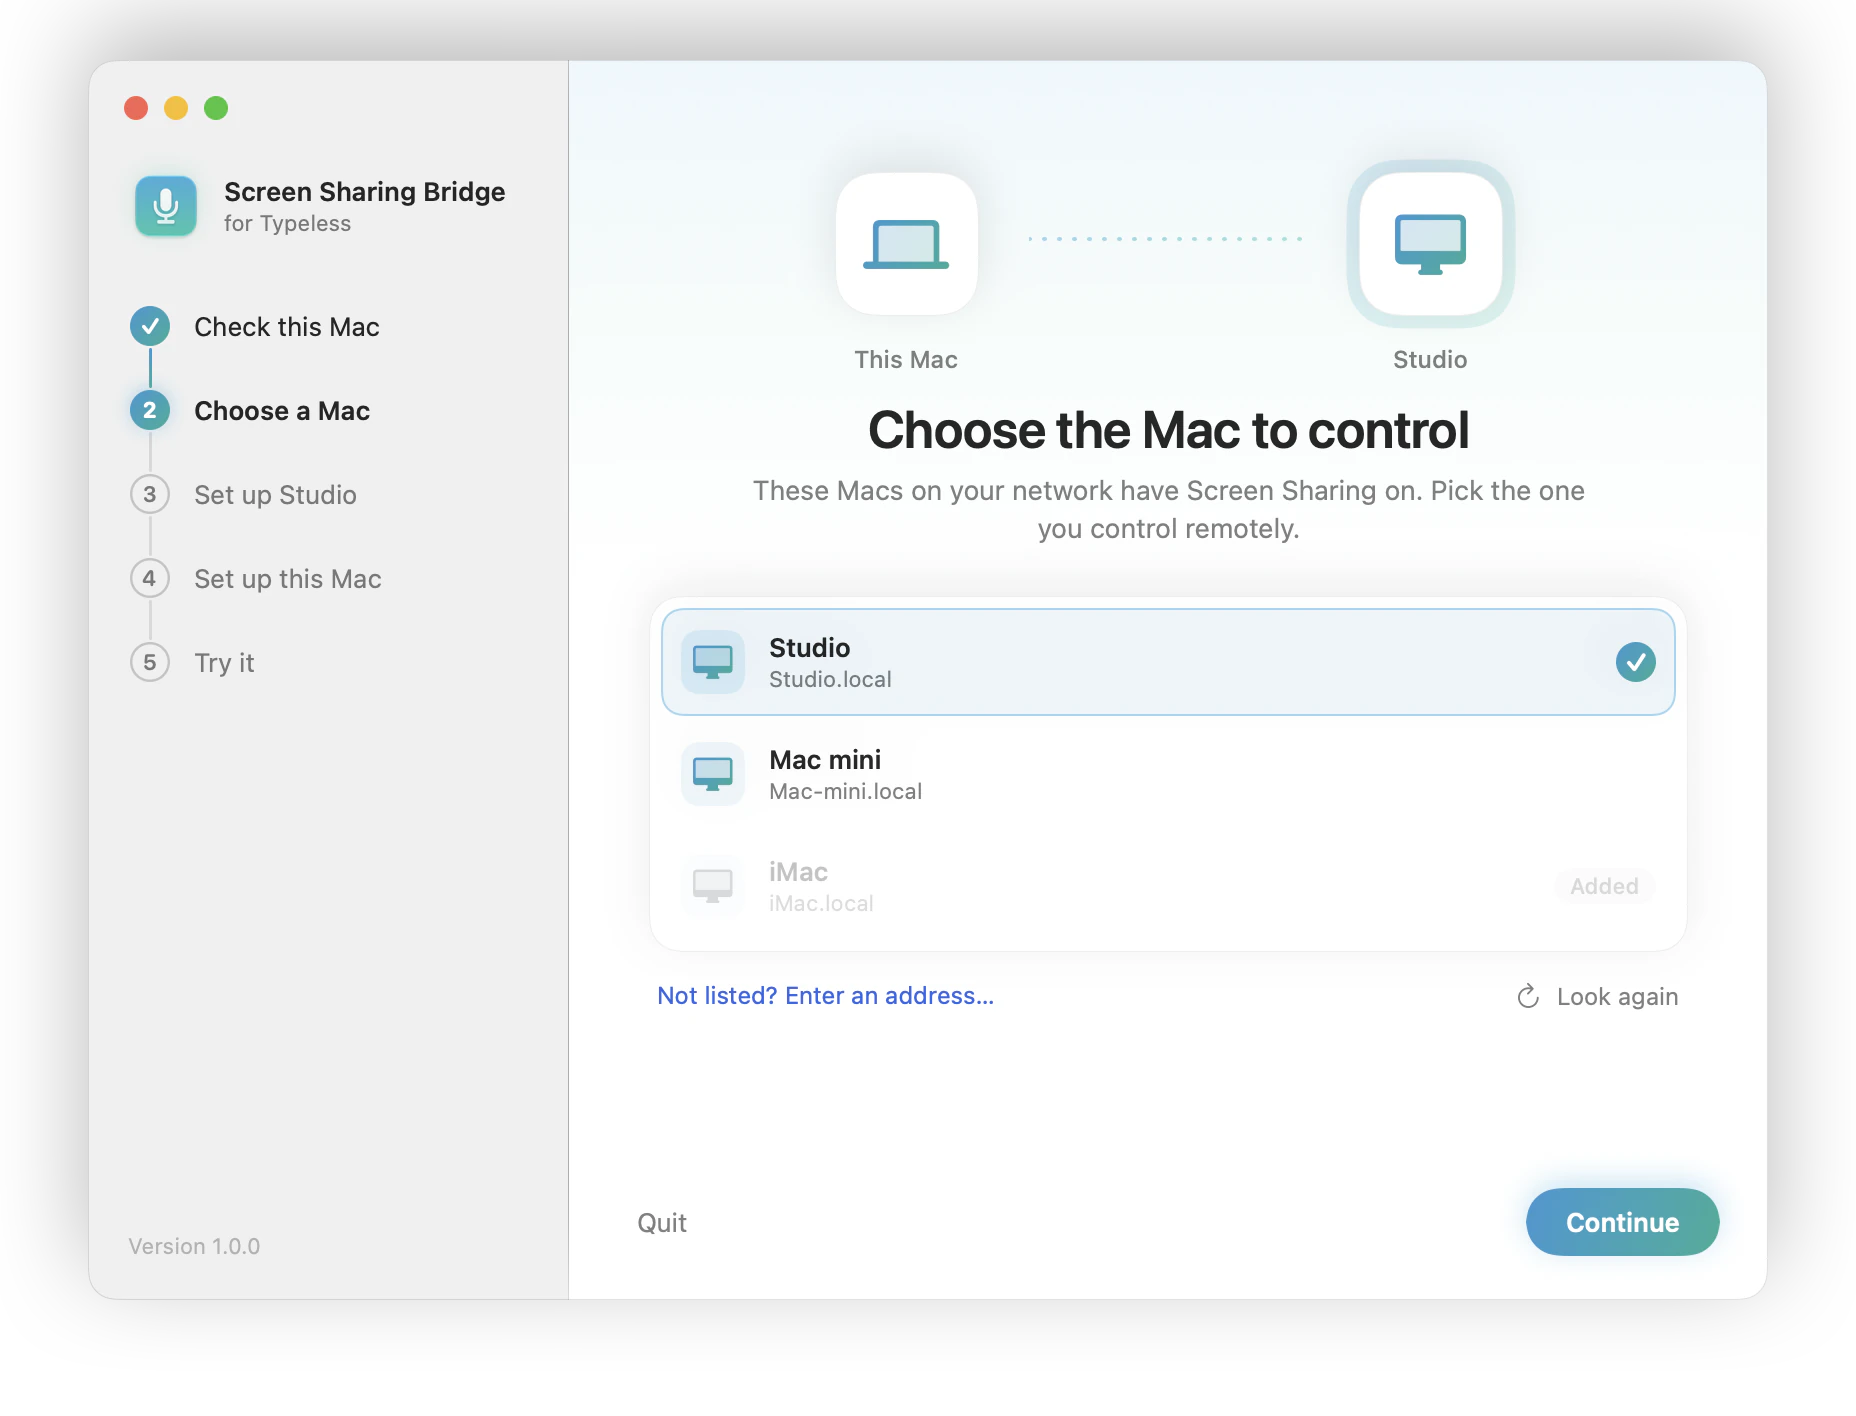 Screen Sharing Bridge
for Typeless
Check this Mac
2 Choose a Mac
3 Set up Studio
4 Set up this Mac
5 Try it
Version 1.0.0
This Mac
Studio
Choose the Mac to control
These Macs on your network have Screen Sharing on. Pick the one
you control remotely.
Studio
Studio.local
Mac mini
Mac-mini.local
iMac
iMac.local
Added
Not listed? Enter an address...
Look again
Quit
Continue